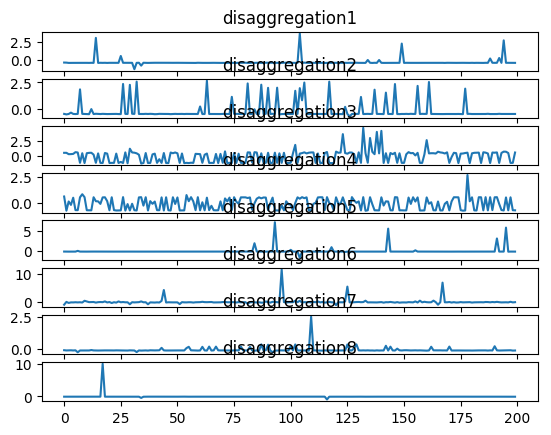 disaggregation1
2.5
0.0
disaggregation2
2.5
0.0
disaggregation3
2.5
0.0
disaggregation4
2.5
0.0
disaggregation5
5
0
disaggregation6
10
0
disaggregation7
2.5
0.0
disaggregation8
10
0
0 25 50 75 100 125 150 175 200